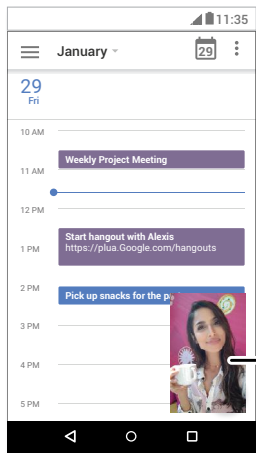 11:35
January
29
29
Fri
10 AM
Weekly Project Meeting
11 AM
12 PM
Start hangout with Alexis
https://plua.Google.com/hangouts
1 PM
2 PM
Pick up snacks for the
3 PM
4 PM
5 PM